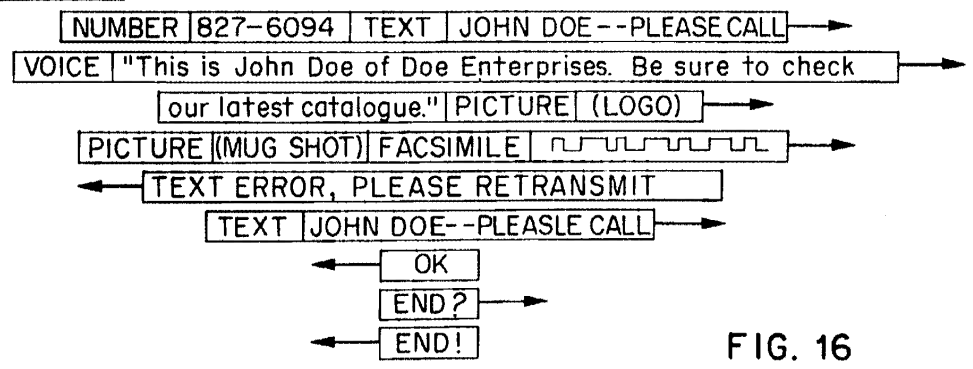 NUMBER 827-6094 TEXT JOHN DOE--PLEASE CALL
VOICE "This is John Doe of Doe Enterprises. Be sure to check
our latest catalogue." PICTURE (LOGO)
PICTURE (MUG SHOT) FACSIMILE
TEXT ERROR, PLEASE RETRANSMIT
TEXT JOHN DOE--PLEASLE CALL
OK
END?
END!
FIG. 16